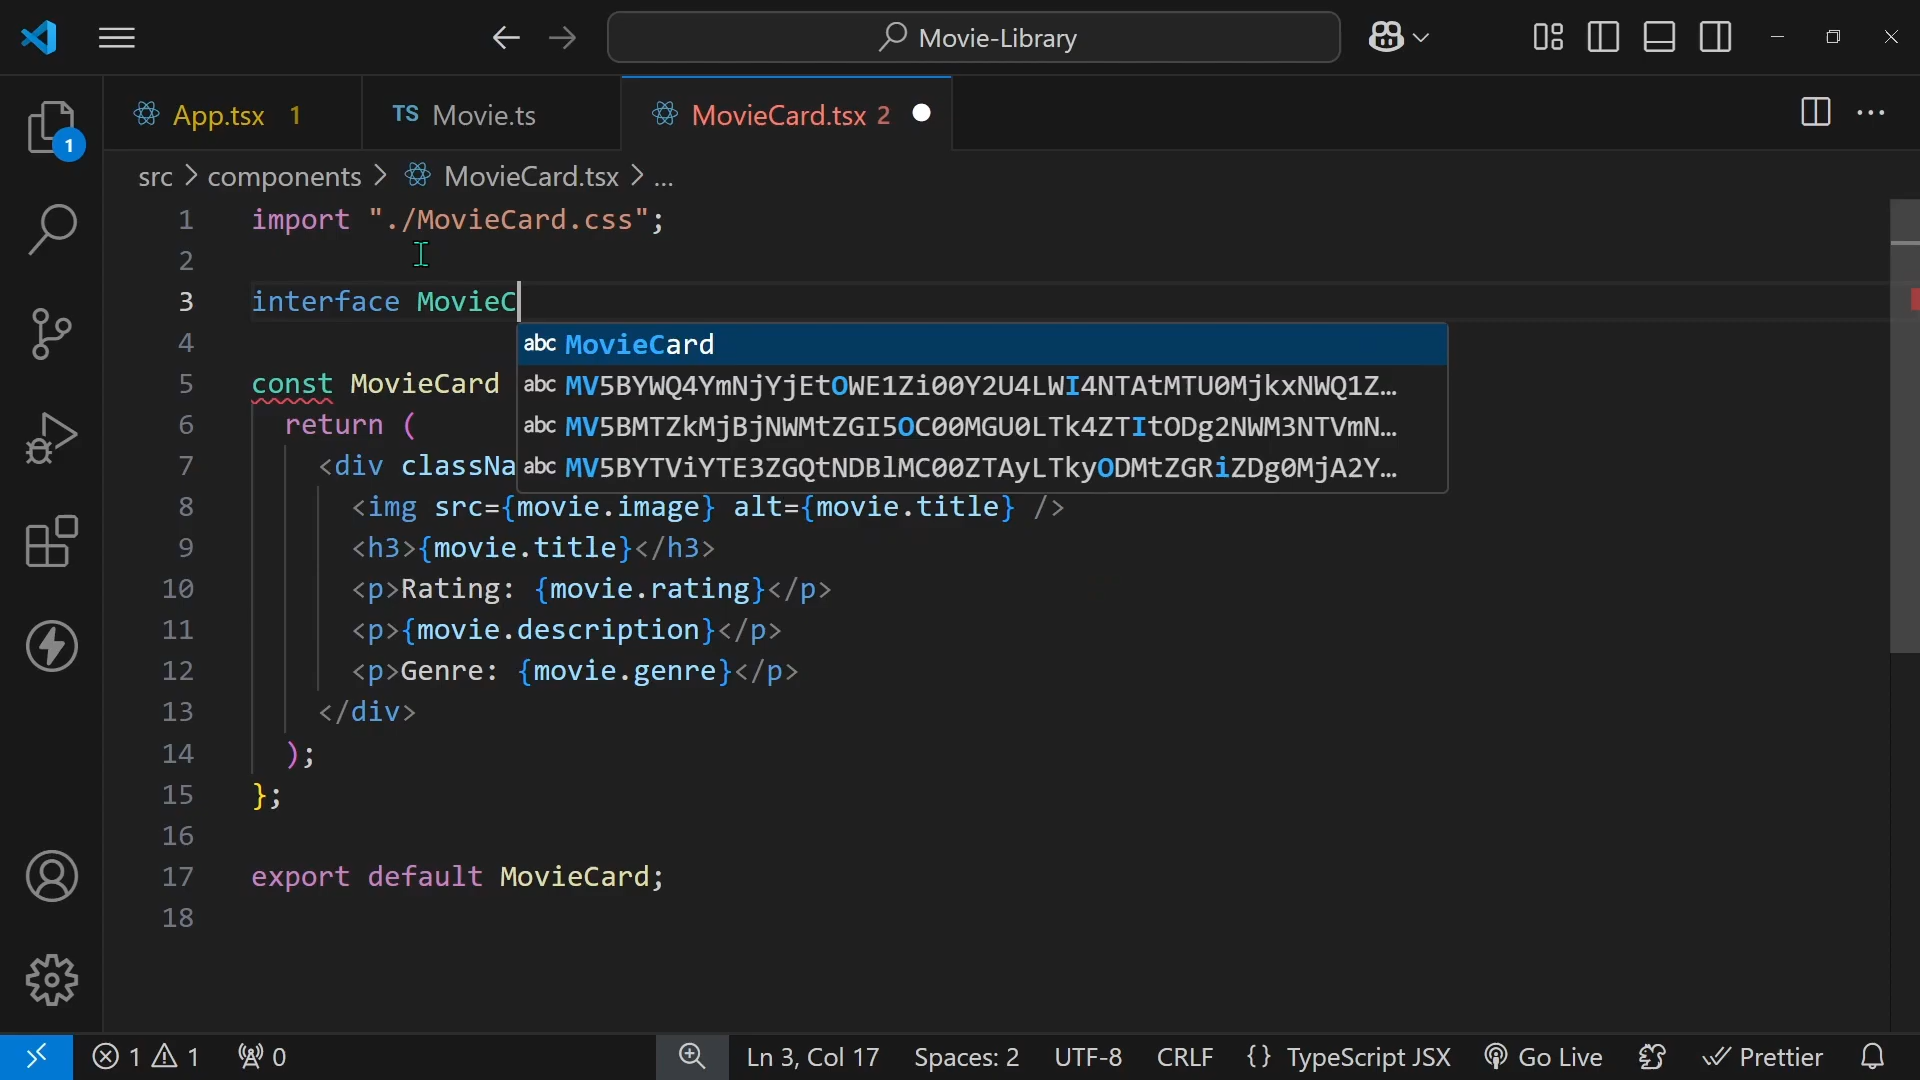 Movie-Library
App.tsx 1
TS Movie.ts
MovieCard.tsx 2
1
src > components > MovieCard.tsx > ...
1 import "./MovieCard.css";
2
3 interface MovieC
abc MovieCard
4
abc MV5BYWQ4YmNjYjEtOWE1Zi00Y2U4LWI4NTAtMTU0MjkxNWQ1Z…
5 const MovieCard
abc MV5BMTZkMjBjNWMtZGI5OC00MGU0LTk4ZTItODg2NWM3NTVmN…
6 return (
abc MV5BYTViYTE3ZGQtNDBlMC00ZTAyLTkyODMtZGRiZDg0MjA2Y…
7 <div classNa
8 <img src={movie.image} alt={movie.title} />
9 <h3>{movie.title}</h3>
10 <p>Rating: {movie.rating}</p>
11 <p>{movie.description}</p>
12 <p>Genre: {movie.genre}</p>
13 </div>
14 );
15 };
16
17 export default MovieCard;
18
1 1 0 Ln 3, Col 17 Spaces: 2 UTF-8 CRLF {} TypeScript JSX Go Live Prettier